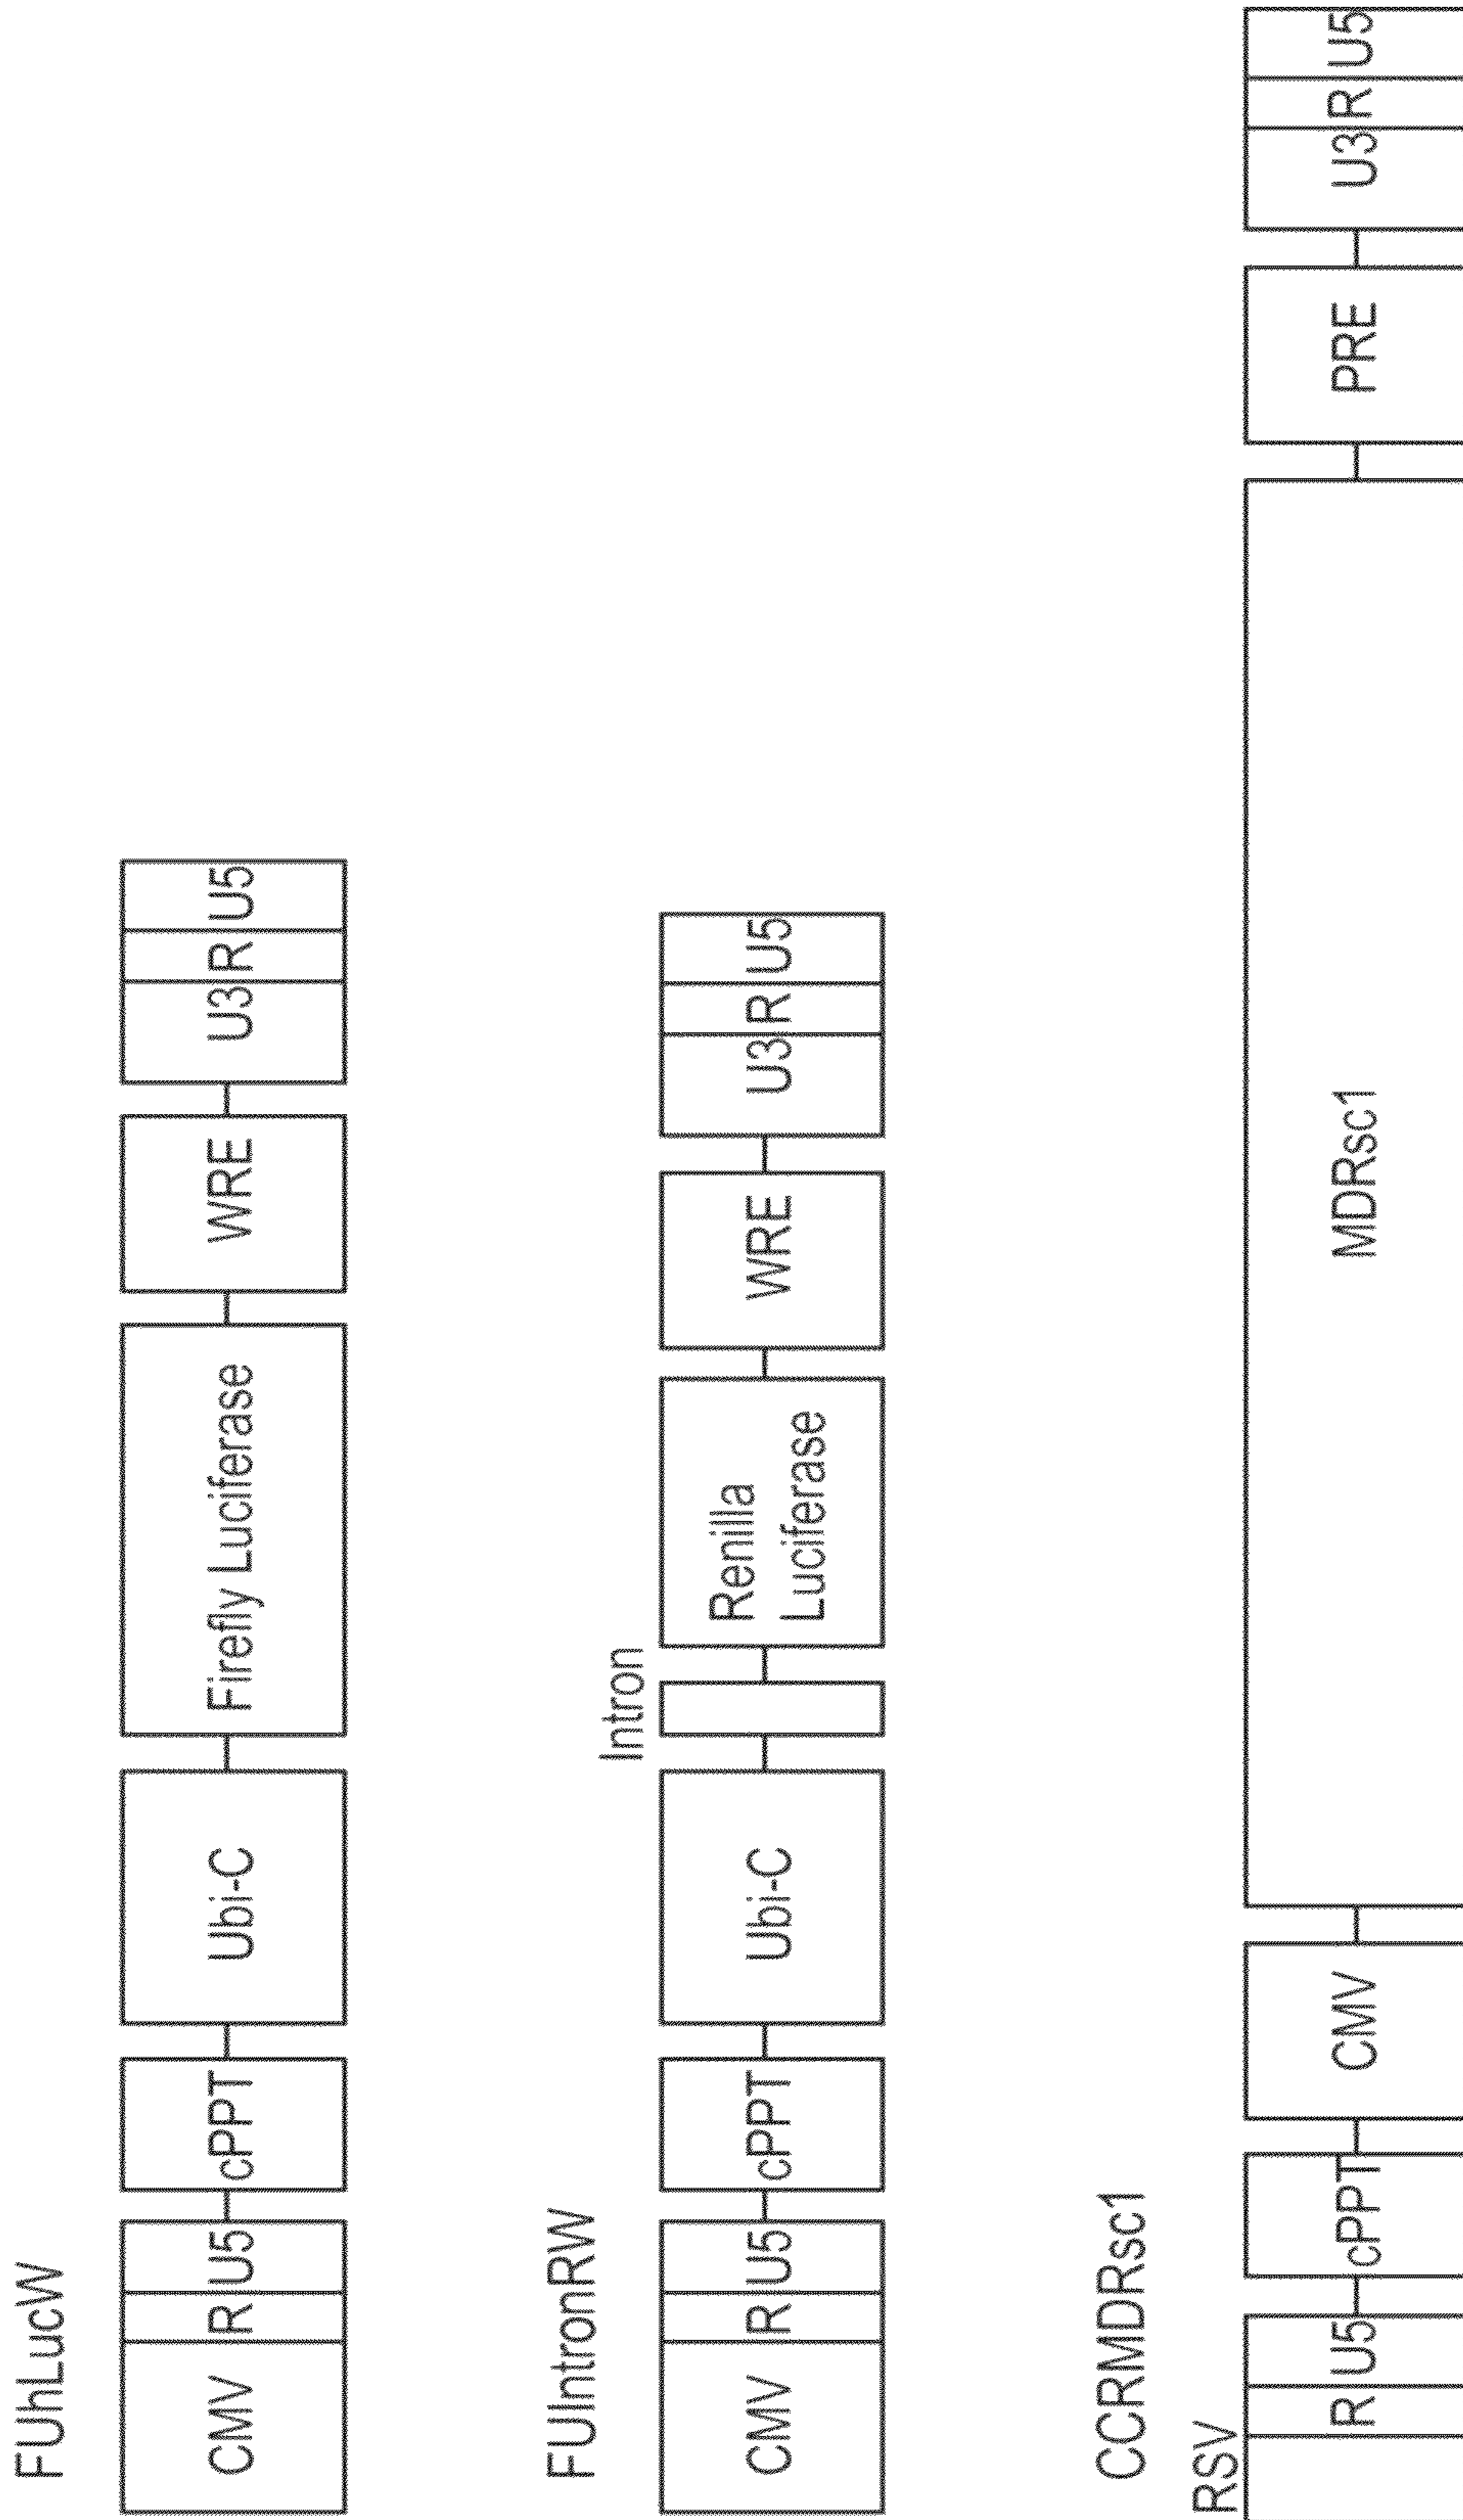 FUhLucW
CMV R U5 cPPT Ubi-C Firefly Luciferase WRE U3 R U5
FUIntronRW
Intron
CMV R U5 cPPT Ubi-C Renilla Luciferase WRE U3 R U5
CCRMDRsc1
RSV
R U5 cPPT CMV MDRsc1 PRE U3 R U5